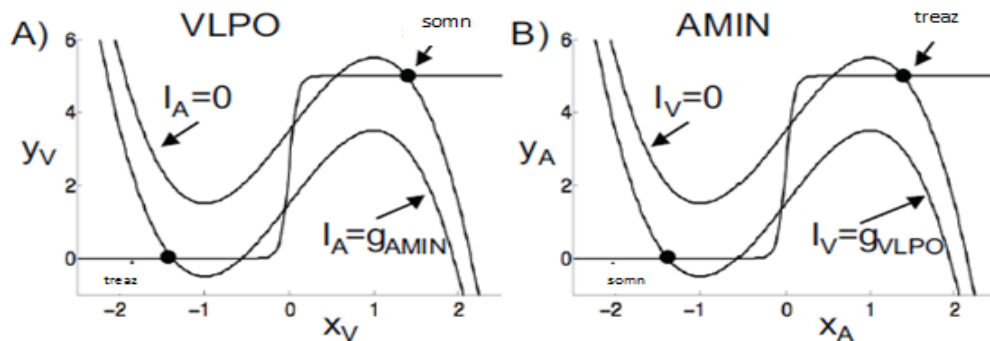 A) VLPO
somn
6
4
2
0
y_V
I_A=0
I_A=g_AMIN
treaz
-2 -1 0 1 2
x_V
B) AMIN
treaz
6
4
2
0
y_A
I_V=0
I_V=g_VLPO
somn
-2 -1 0 1 2
x_A